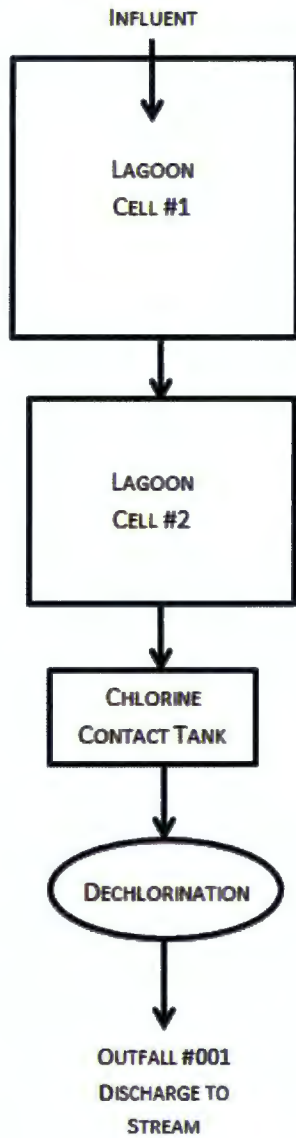 INFLUENT
LAGOON
CELL #1
LAGOON
CELL #2
CHLORINE
CONTACT TANK
DECHLORINATION
OUTFALL #001
DISCHARGE TO
STREAM